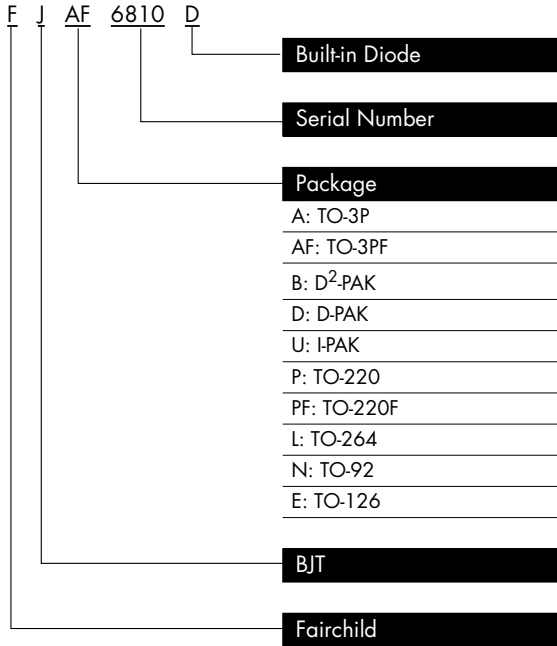 F J AF 6810 D
Built-in Diode
Serial Number
Package
A: TO-3P
AF: TO-3PF
B: D2-PAK
D: D-PAK
U: I-PAK
P: TO-220
PF: TO-220F
L: TO-264
N: TO-92
E: TO-126
BJT
Fairchild